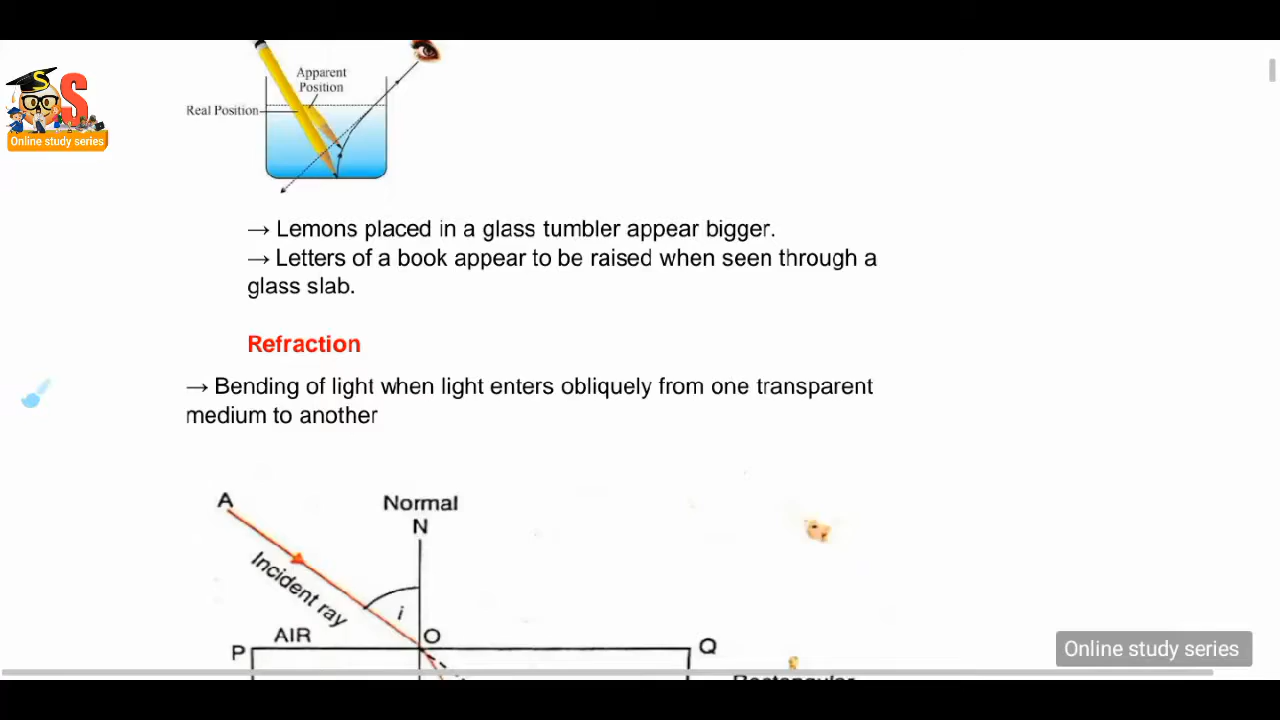 S S
Online study series
Apparent
Position
Real Position
→ Lemons placed in a glass tumbler appear bigger.
→ Letters of a book appear to be raised when seen through a
glass slab.
Refraction
→ Bending of light when light enters obliquely from one transparent
medium to another
A
Normal
N
Incident ray
i
AIR
O
P
Q
Online study series
Rectangular